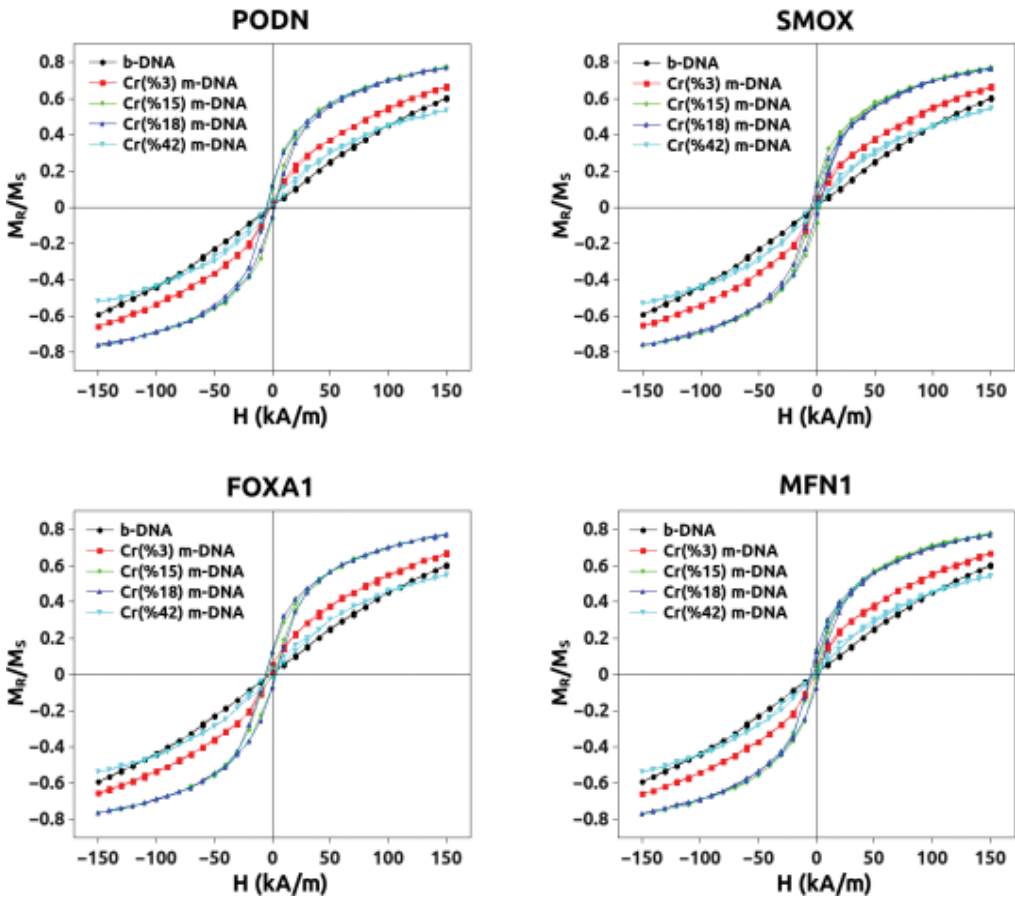 PODN
0.8
0.6
0.4
0.2
0
−0.2
−0.4
−0.6
−0.8
b-DNA
Cr(%3) m-DNA
Cr(%15) m-DNA
Cr(%18) m-DNA
Cr(%42) m-DNA
MR/MS
−150 −100 −50 0 50 100 150
H (kA/m)
SMOX
0.8
0.6
0.4
0.2
0
−0.2
−0.4
−0.6
−0.8
b-DNA
Cr(%3) m-DNA
Cr(%15) m-DNA
Cr(%18) m-DNA
Cr(%42) m-DNA
MR/MS
−150 −100 −50 0 50 100 150
H (kA/m)
FOXA1
0.8
0.6
0.4
0.2
0
−0.2
−0.4
−0.6
−0.8
b-DNA
Cr(%3) m-DNA
Cr(%15) m-DNA
Cr(%18) m-DNA
Cr(%42) m-DNA
MR/MS
−150 −100 −50 0 50 100 150
H (kA/m)
MFN1
0.8
0.6
0.4
0.2
0
−0.2
−0.4
−0.6
−0.8
b-DNA
Cr(%3) m-DNA
Cr(%15) m-DNA
Cr(%18) m-DNA
Cr(%42) m-DNA
MR/MS
−150 −100 −50 0 50 100 150
H (kA/m)